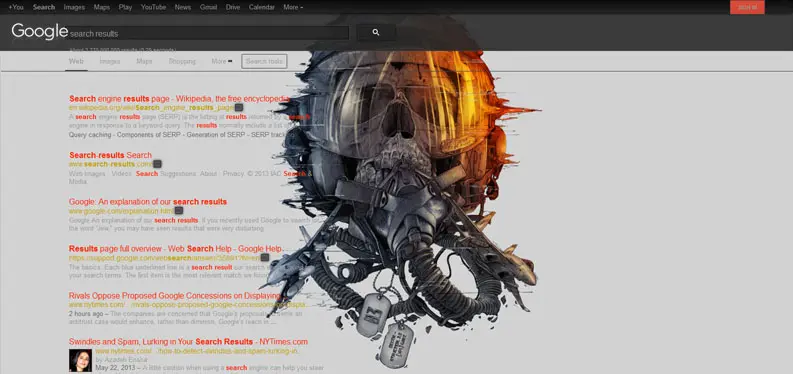 +You Search Images Maps Play YouTube News Gmail Drive Calendar More
SIGN IN
Google search results
Web Images Maps Shopping More Search tools
Search engine results page - Wikipedia, the free encyclopedia
en.wikipedia.org/wiki/Search_engine_results_page
A search engine results page (SERP) is the listing of results returned by a search
engine in response to a keyword query. The results normally include a list of
Query caching - Components of SERP - Generation of SERP - SERP track
Search-results Search
www.search-results.com/
Web Images · Videos · Search Suggestions · About · Privacy. © 2013 IAC Search &
Media.
Google: An explanation of our search results
www.google.com/explanation.html
Google An explanation of our search results. If you recently used Google to search
the word "Jew," you may have seen results that were very disturbing.
Results page full overview - Web Search Help - Google Help
https://support.google.com/websearch/answer/
The basics. Each blue underlined line is a search result our search
your search terms. The first item is the most relevant match we found
Rivals Oppose Proposed Google Concessions on Displaying
www.nytimes.com/ rivals-oppose-proposed-google-concessions-on-displa
2 hours ago – The companies are concerned that Google's proposals to settle an
antitrust case would enhance, rather than diminish, Google's reach in ...
Swindles and Spam, Lurking in Your Search Results - NYTimes.com
www.nytimes.com/ /how-to-detect-swindles-and-spam-lurking-in.
by Azadeh Ensha
May 22, 2013 – A little caution when using a search engine can help you steer